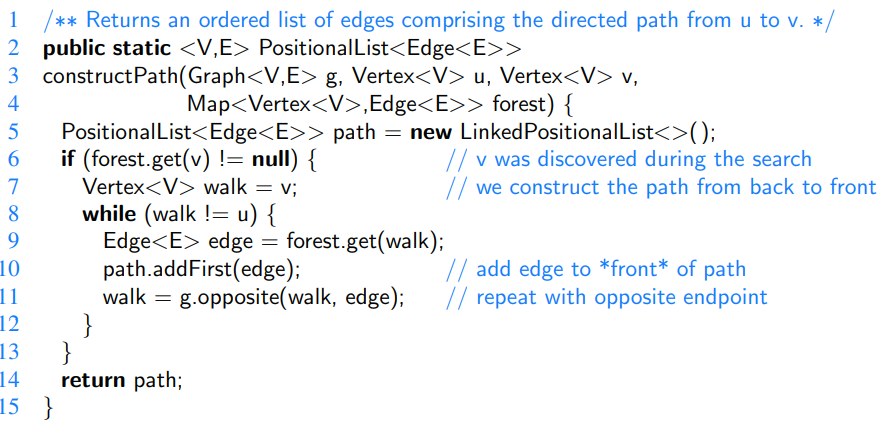 1 /** Returns an ordered list of edges comprising the directed path from u to v. */
2 public static <V,E> PositionalList<Edge<E>>
3 constructPath(Graph<V,E> g, Vertex<V> u, Vertex<V> v,
4 Map<Vertex<V>,Edge<E>> forest) {
5 PositionalList<Edge<E>> path = new LinkedPositionalList<>( );
6 if (forest.get(v) != null) { // v was discovered during the search
7 Vertex<V> walk = v; // we construct the path from back to front
8 while (walk != u) {
9 Edge<E> edge = forest.get(walk);
10 path.addFirst(edge); // add edge to *front* of path
11 walk = g.opposite(walk, edge); // repeat with opposite endpoint
12 }
13 }
14 return path;
15 }